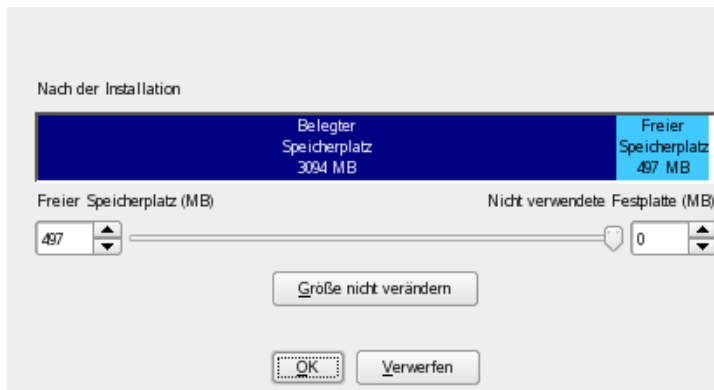 Nach der Installation
Belegter
Speicherplatz
3094 MB
Freier
Speicherplatz
497 MB
Freier Speicherplatz (MB)
Nicht verwendete Festplatte (MB)
497
0
Größe nicht verändern
OK
Verwerfen